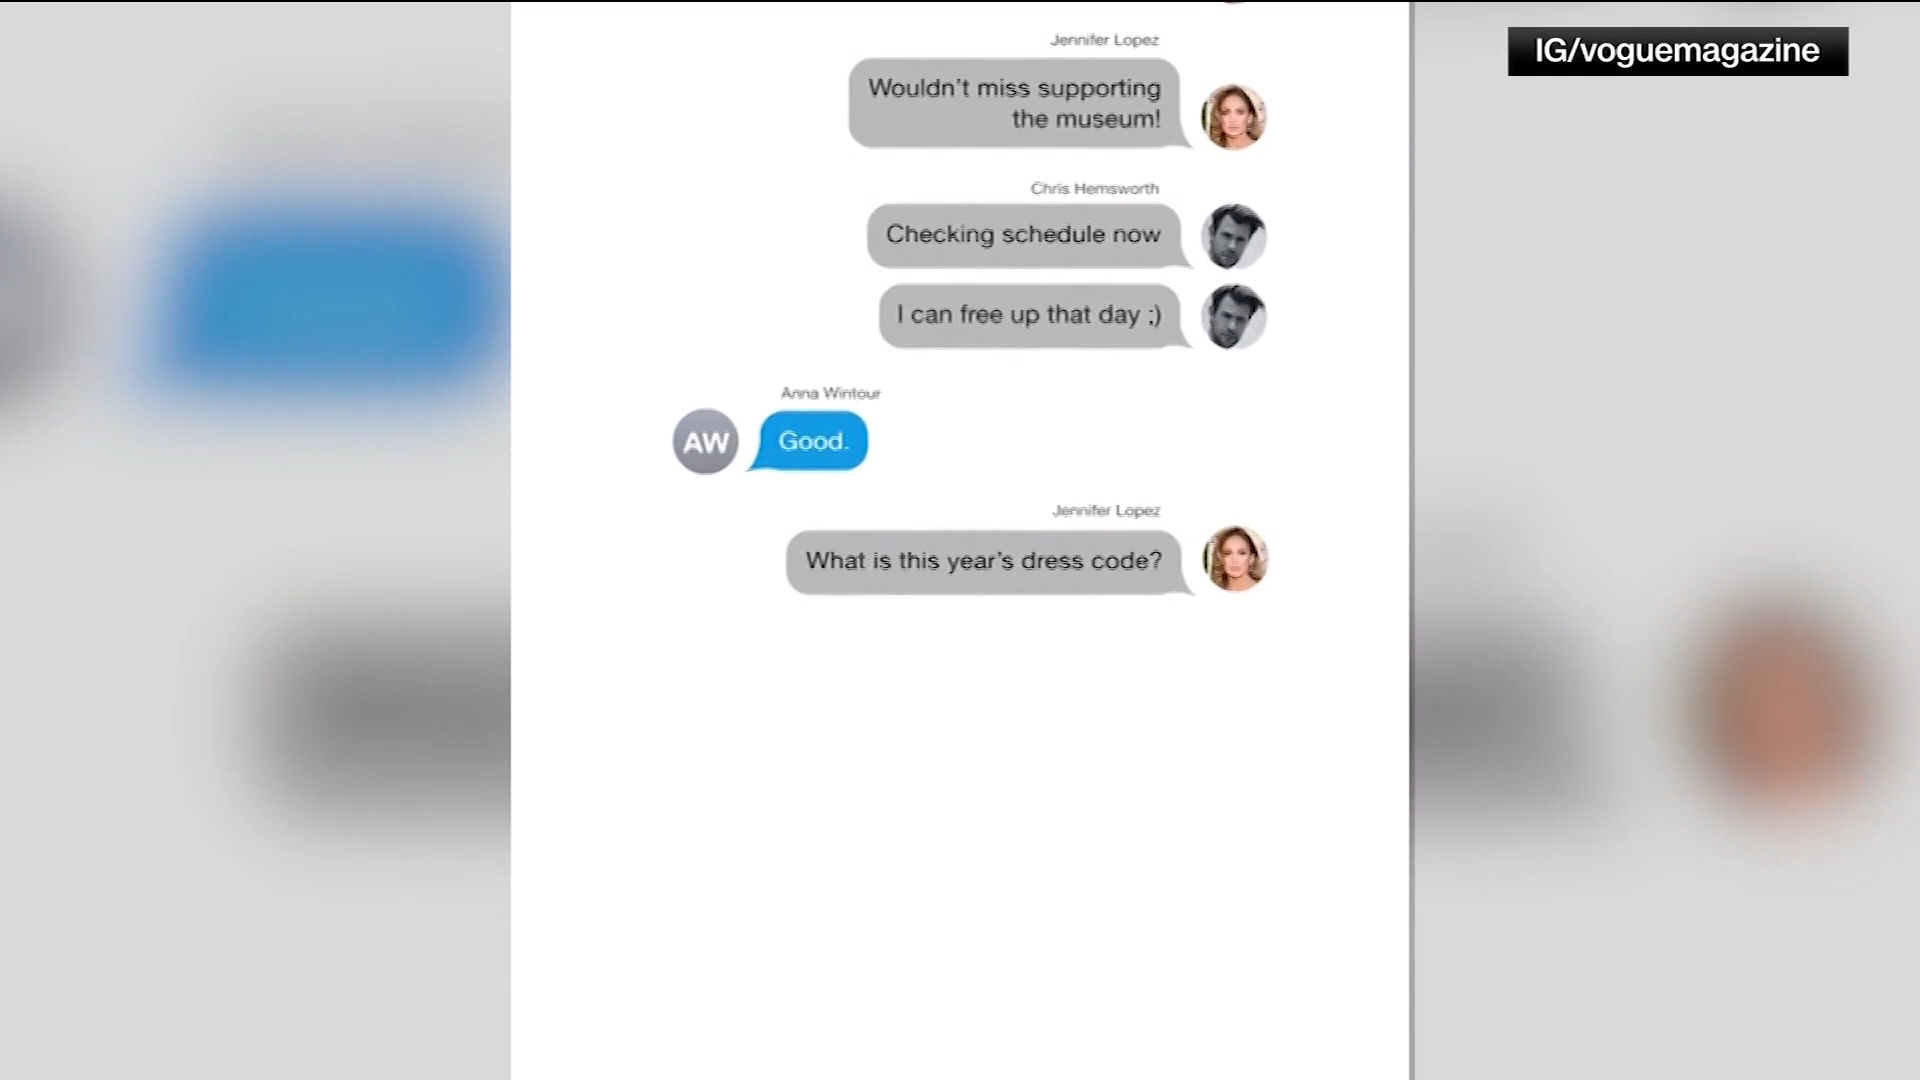 IG/voguemagazine
Jennifer Lopez
Wouldn't miss supporting
the museum!
Chris Hemsworth
Checking schedule now
I can free up that day ;)
Anna Wintour
AW
Good.
Jennifer Lopez
What is this year's dress code?